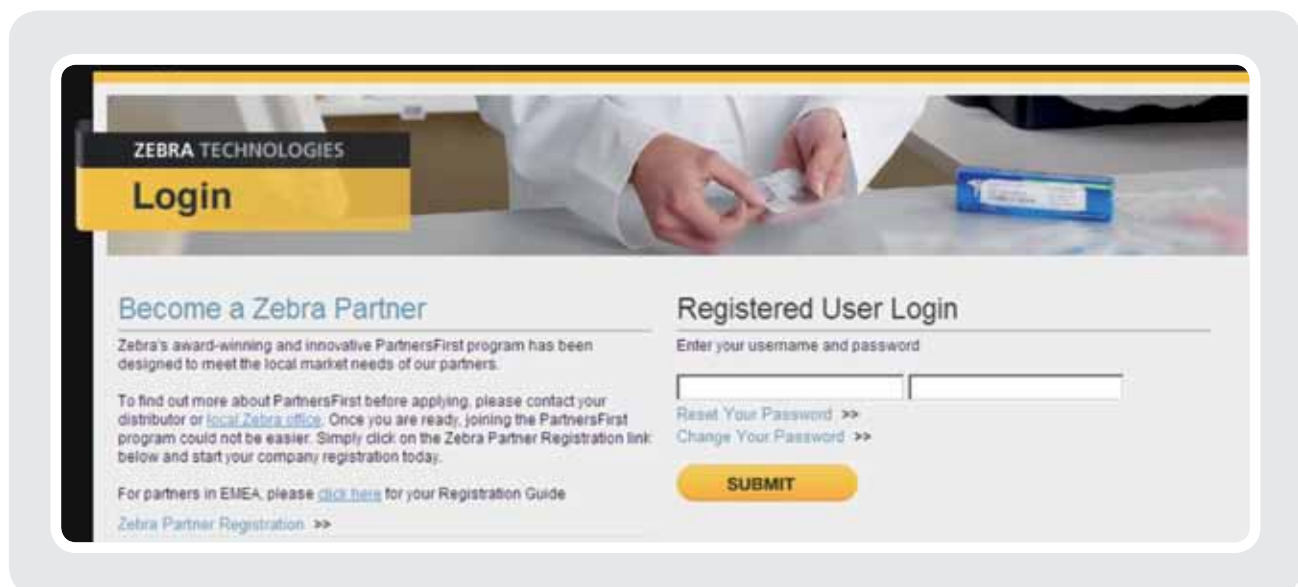 ZEBRA TECHNOLOGIES
Login
Become a Zebra Partner
Zebra's award-winning and innovative PartnersFirst program has been
designed to meet the local market needs of our partners.
To find out more about PartnersFirst before applying, please contact your
distributor or local Zebra office. Once you are ready, joining the PartnersFirst
program could not be easier. Simply click on the Zebra Partner Registration link
below and start your company registration today.
For partners in EMEA, please click here for your Registration Guide
Zebra Partner Registration >>
Registered User Login
Enter your username and password
Reset Your Password >>
Change Your Password >>
SUBMIT